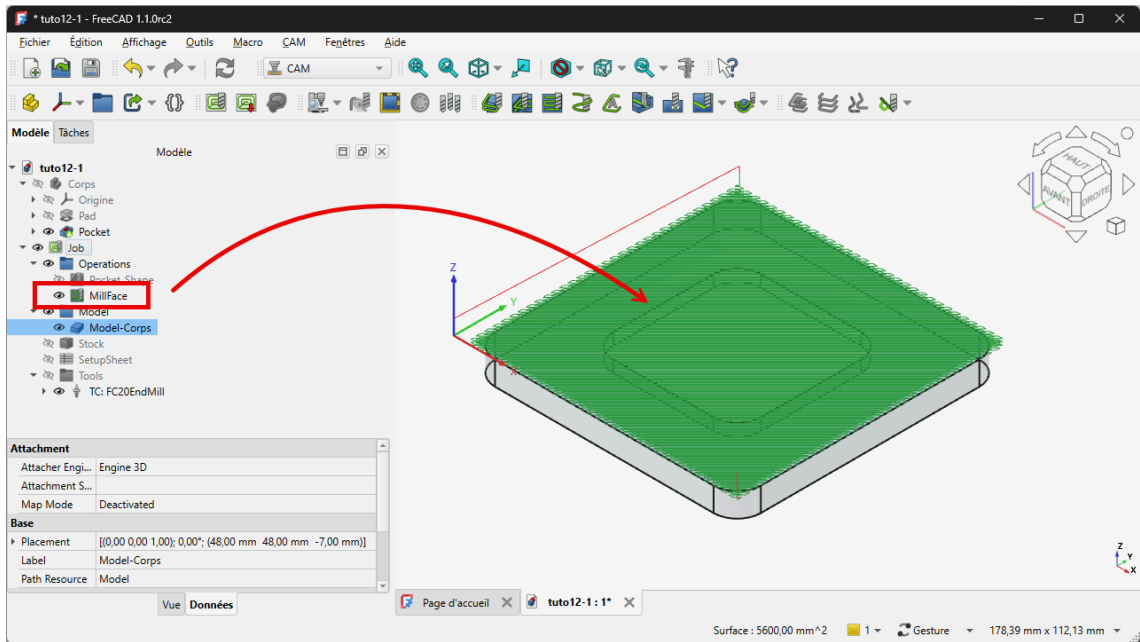 * tuto12-1 - FreeCAD 1.1.0rc2
Fichier Édition Affichage Outils Macro CAM Fenêtres Aide
CAM
Modèle Tâches
Modèle
tuto12-1
Corps
Origine
Pad
Pocket
Job
Operations
Pocket-Shape
MillFace
Model
Model-Corps
Stock
SetupSheet
Tools
TC: FC20EndMill
Attachment
Attacher Engi... Engine 3D
Attachment S...
Map Mode Deactivated
Base
Placement [(0,00 0,00 1,00); 0,00°; (48,00 mm 48,00 mm -7,00 mm)]
Label Model-Corps
Path Resource Model
Vue Données
Z
Y
X
HAUT
AVANT
DROITE
Z
Y
X
Page d'accueil tuto12-1 : 1*
Surface : 5600,00 mm^2 1 Gesture 178,39 mm x 112,13 mm